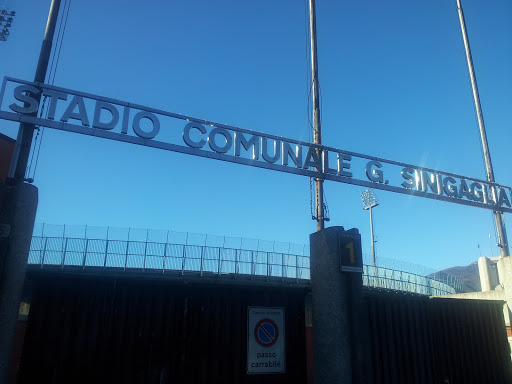 STADIO COMUNALE G. SINIGAGLIA
1
passo
carrabile